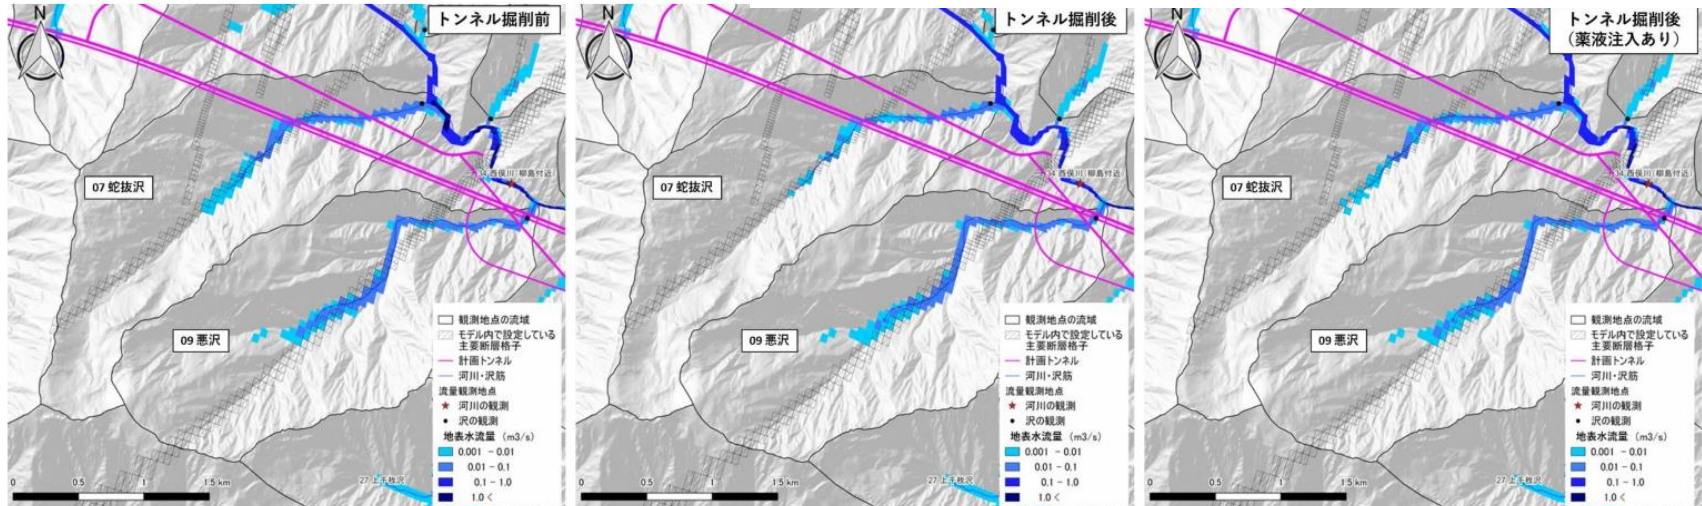 トンネル掘削前
N
07 蛇抜沢
34 西俣川(柳島付近)
09 悪沢
27 上千枚沢
観測地点の流域
モデル内で設定している
主要断層格子
計画トンネル
河川・沢筋
流量観測地点
河川の観測
沢の観測
地表水流量 (m3/s)
0.001 - 0.01
0.01 - 0.1
0.1 - 1.0
1.0 <
0 0.5 1 1.5 km
トンネル掘削後
N
07 蛇抜沢
34 西俣川(柳島付近)
09 悪沢
27 上千枚沢
観測地点の流域
モデル内で設定している
主要断層格子
計画トンネル
河川・沢筋
流量観測地点
河川の観測
沢の観測
地表水流量 (m3/s)
0.001 - 0.01
0.01 - 0.1
0.1 - 1.0
1.0 <
0 0.5 1 1.5 km
トンネル掘削後
(薬液注入あり)
N
07 蛇抜沢
34 西俣川(柳島付近)
09 悪沢
27 上千枚沢
観測地点の流域
モデル内で設定している
主要断層格子
計画トンネル
河川・沢筋
流量観測地点
河川の観測
沢の観測
地表水流量 (m3/s)
0.001 - 0.01
0.01 - 0.1
0.1 - 1.0
1.0 <
0 0.5 1 1.5 km